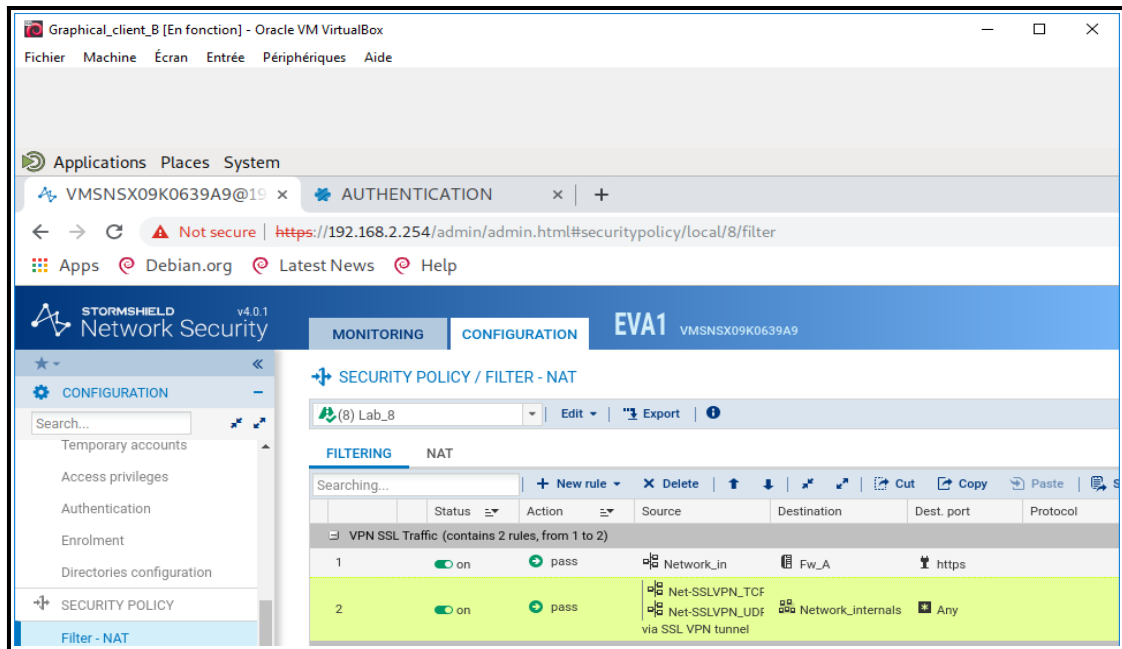 Graphical_client_B [En fonction] - Oracle VM VirtualBox
Fichier Machine Écran Entrée Périphériques Aide
Applications Places System
VMSNSX09K0639A9@19 × AUTHENTICATION × +
Not secure | https://192.168.2.254/admin/admin.html#securitypolicy/local/8/filter
Apps Debian.org Latest News Help
STORMSHIELD v4.0.1
Network Security
MONITORING CONFIGURATION EVA1 VMSNSX09K0639A9
CONFIGURATION
SECURITY POLICY / FILTER - NAT
(8) Lab_8 Edit Export
Search...
Temporary accounts
Access privileges
Authentication
Enrolment
Directories configuration
SECURITY POLICY
Filter - NAT
FILTERING NAT
Searching... + New rule × Delete Cut Copy Paste S
Status Action Source Destination Dest. port Protocol
VPN SSL Traffic (contains 2 rules, from 1 to 2)
1 on pass Network_in Fw_A https
2 on pass Net-SSLVPN_TCF Network_internals Any
Net-SSLVPN_UDF
via SSL VPN tunnel